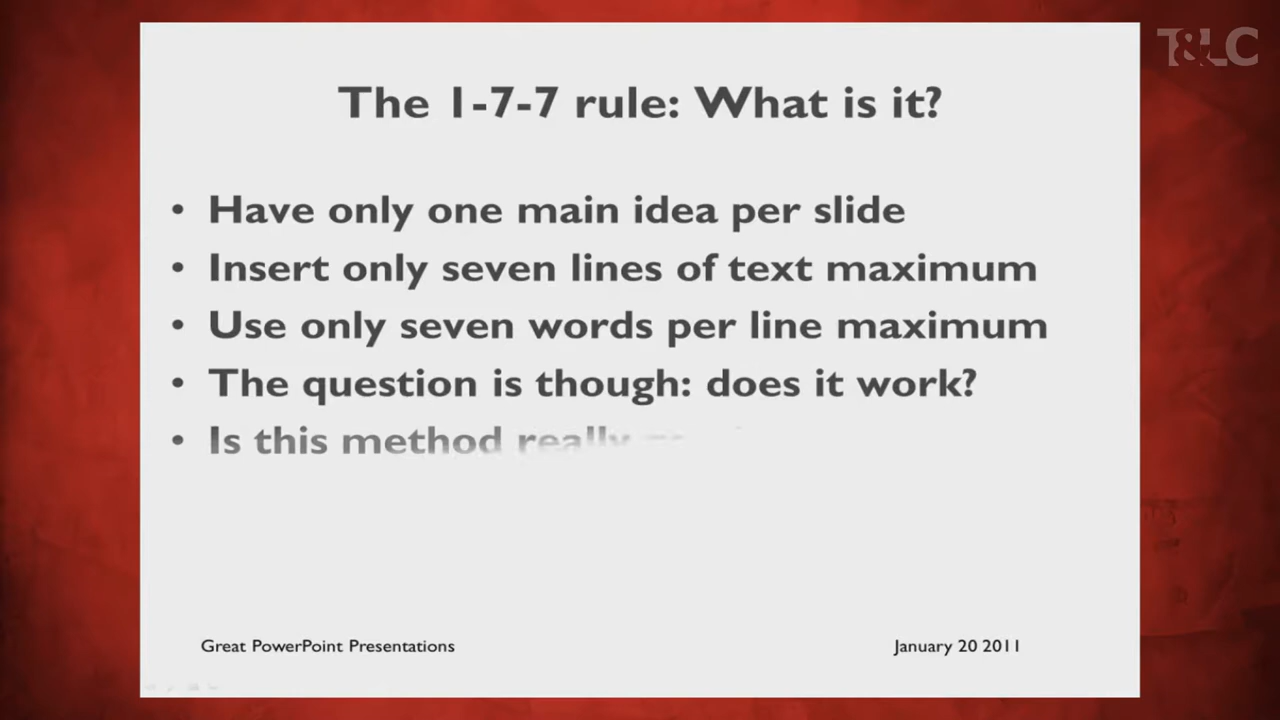 T&LC
The 1-7-7 rule: What is it?
• Have only one main idea per slide
• Insert only seven lines of text maximum
• Use only seven words per line maximum
• The question is though: does it work?
• Is this method really
Great PowerPoint Presentations
January 20 2011